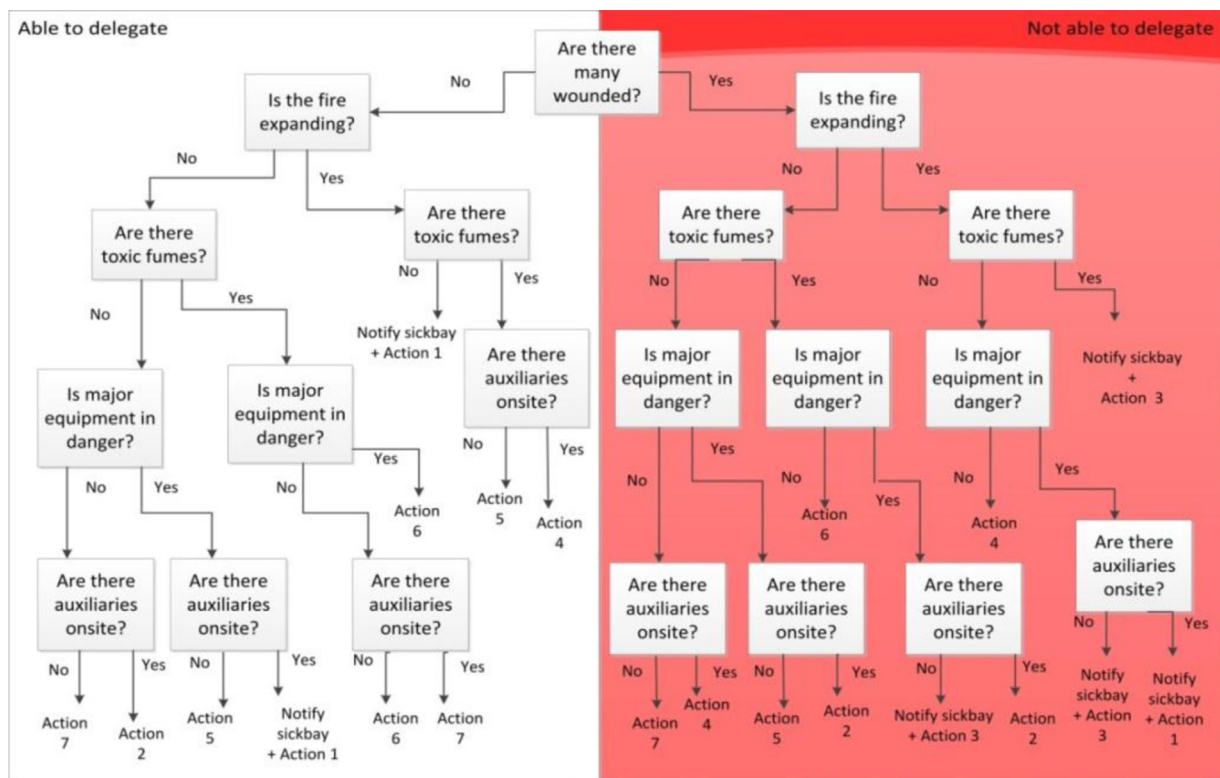 Able to delegate
Not able to delegate
Are there
many
wounded?
No
Yes
Is the fire
expanding?
Is the fire
expanding?
No
Yes
No
Yes
Are there
toxic fumes?
Are there
toxic fumes?
Are there
toxic fumes?
Are there
toxic fumes?
No
Yes
No
Yes
No
Yes
No
Yes
Notify sickbay
+ Action 1
Notify sickbay
+
Action 3
Are there
auxiliaries
onsite?
Is major
equipment in
danger?
Is major
equipment in
danger?
Is major
equipment in
danger?
Is major
equipment in
danger?
Is major
equipment in
danger?
No
Yes
No
Yes
No
Yes
No
Yes
No
Yes
No
Yes
Action
6
Action
5
Action
4
Action
6
Action
4
Are there
auxiliaries
onsite?
Are there
auxiliaries
onsite?
Are there
auxiliaries
onsite?
Are there
auxiliaries
onsite?
Are there
auxiliaries
onsite?
Are there
auxiliaries
onsite?
Are there
auxiliaries
onsite?
No
Yes
No
Yes
No
Yes
No
Yes
No
Yes
No
Yes
No
Yes
Action
7
Action
2
Action
5
Notify
sickbay
+ Action 1
Action
6
Action
7
Action
7
Action
4
Action
5
Action
2
Notify sickbay
+ Action 3
Action
2
Notify
sickbay
+ Action
3
Notify
sickbay
+ Action
1